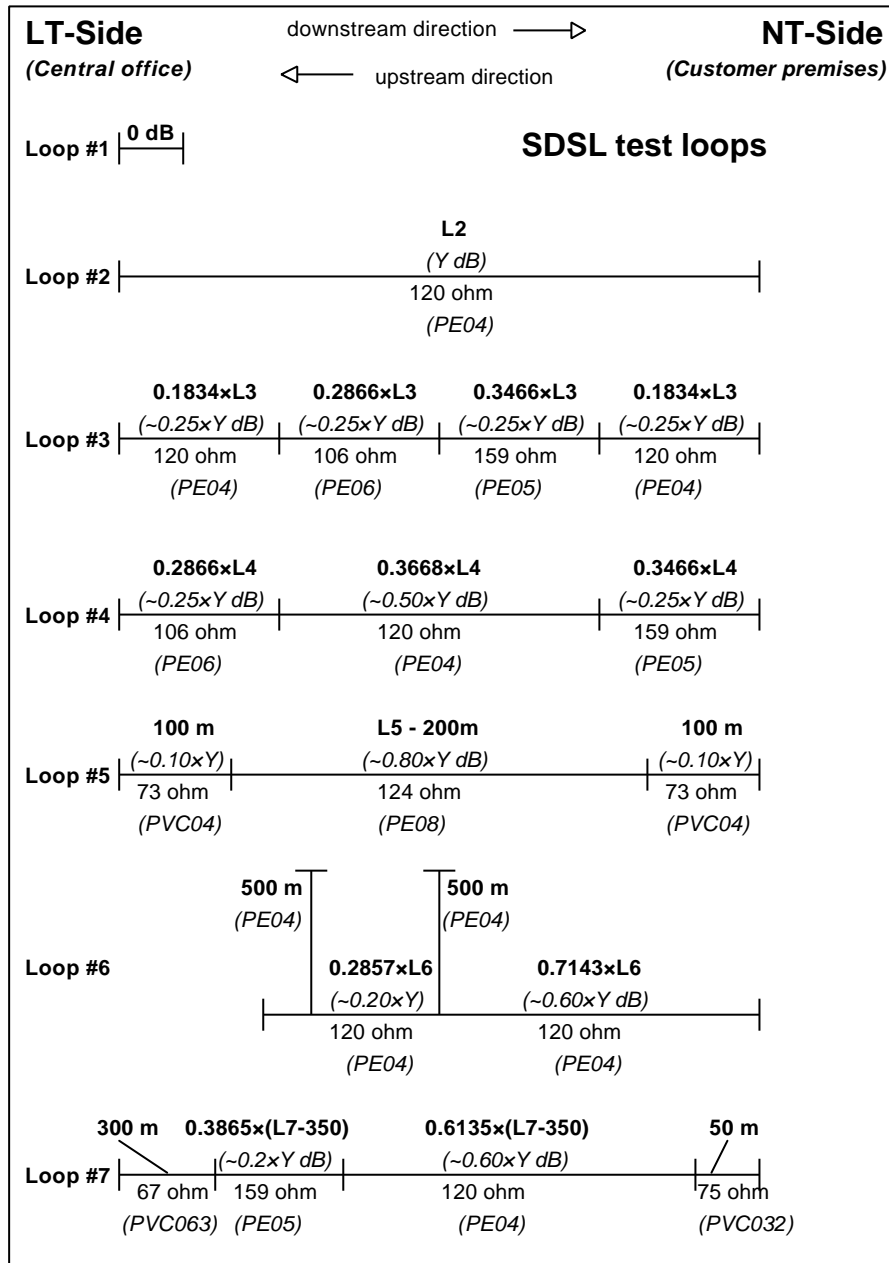 LT-Side downstream direction NT-Side
(Central office) upstream direction (Customer premises)
0 dB
Loop #1 SDSL test loops
L2
(Y dB)
Loop #2
120 ohm
(PE04)
0.1834×L3 0.2866×L3 0.3466×L3 0.1834×L3
(~0.25×Y dB) (~0.25×Y dB) (~0.25×Y dB) (~0.25×Y dB)
Loop #3
120 ohm 106 ohm 159 ohm 120 ohm
(PE04) (PE06) (PE05) (PE04)
0.2866×L4 0.3668×L4 0.3466×L4
(~0.25×Y dB) (~0.50×Y dB) (~0.25×Y dB)
Loop #4
106 ohm 120 ohm 159 ohm
(PE06) (PE04) (PE05)
100 m L5 - 200m 100 m
(~0.10×Y) (~0.80×Y dB) (~0.10×Y)
Loop #5
73 ohm 124 ohm 73 ohm
(PVC04) (PE08) (PVC04)
500 m 500 m
(PE04) (PE04)
Loop #6 0.2857×L6 0.7143×L6
(~0.20×Y) (~0.60×Y dB)
120 ohm 120 ohm
(PE04) (PE04)
300 m 0.3865×(L7-350) 0.6135×(L7-350) 50 m
(~0.2×Y dB) (~0.60×Y dB)
Loop #7
67 ohm 159 ohm 120 ohm 75 ohm
(PVC063) (PE05) (PE04) (PVC032)